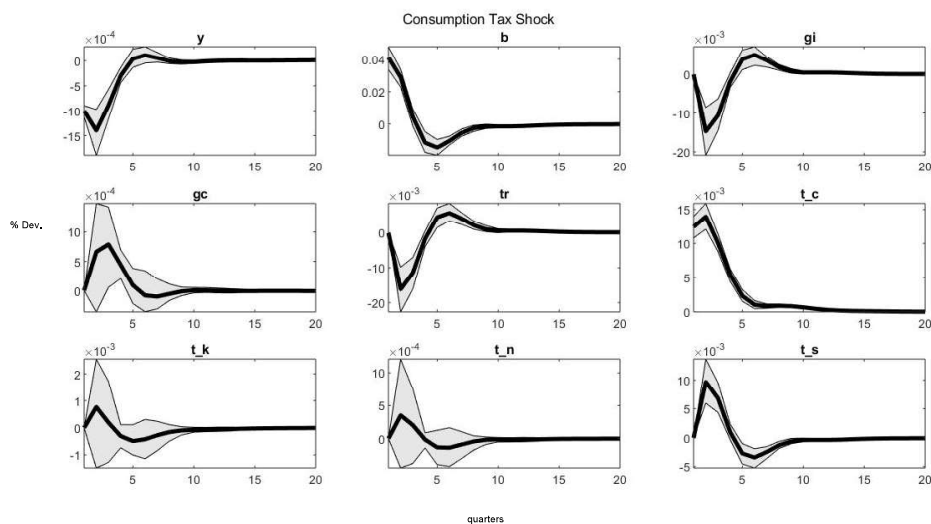 Consumption Tax Shock
×10⁻⁴ y
0
-5
-10
-15
5 10 15 20
b
0.04
0.02
0
5 10 15 20
×10⁻³ gi
0
-10
-20
5 10 15 20
% Dev.
×10⁻⁴ gc
10
5
0
5 10 15 20
×10⁻³ tr
0
-10
-20
5 10 15 20
×10⁻³ t_c
15
10
5
0
5 10 15 20
×10⁻³ t_k
2
1
0
-1
5 10 15 20
×10⁻⁴ t_n
10
5
0
5 10 15 20
×10⁻³ t_s
10
5
0
-5
5 10 15 20
quarters